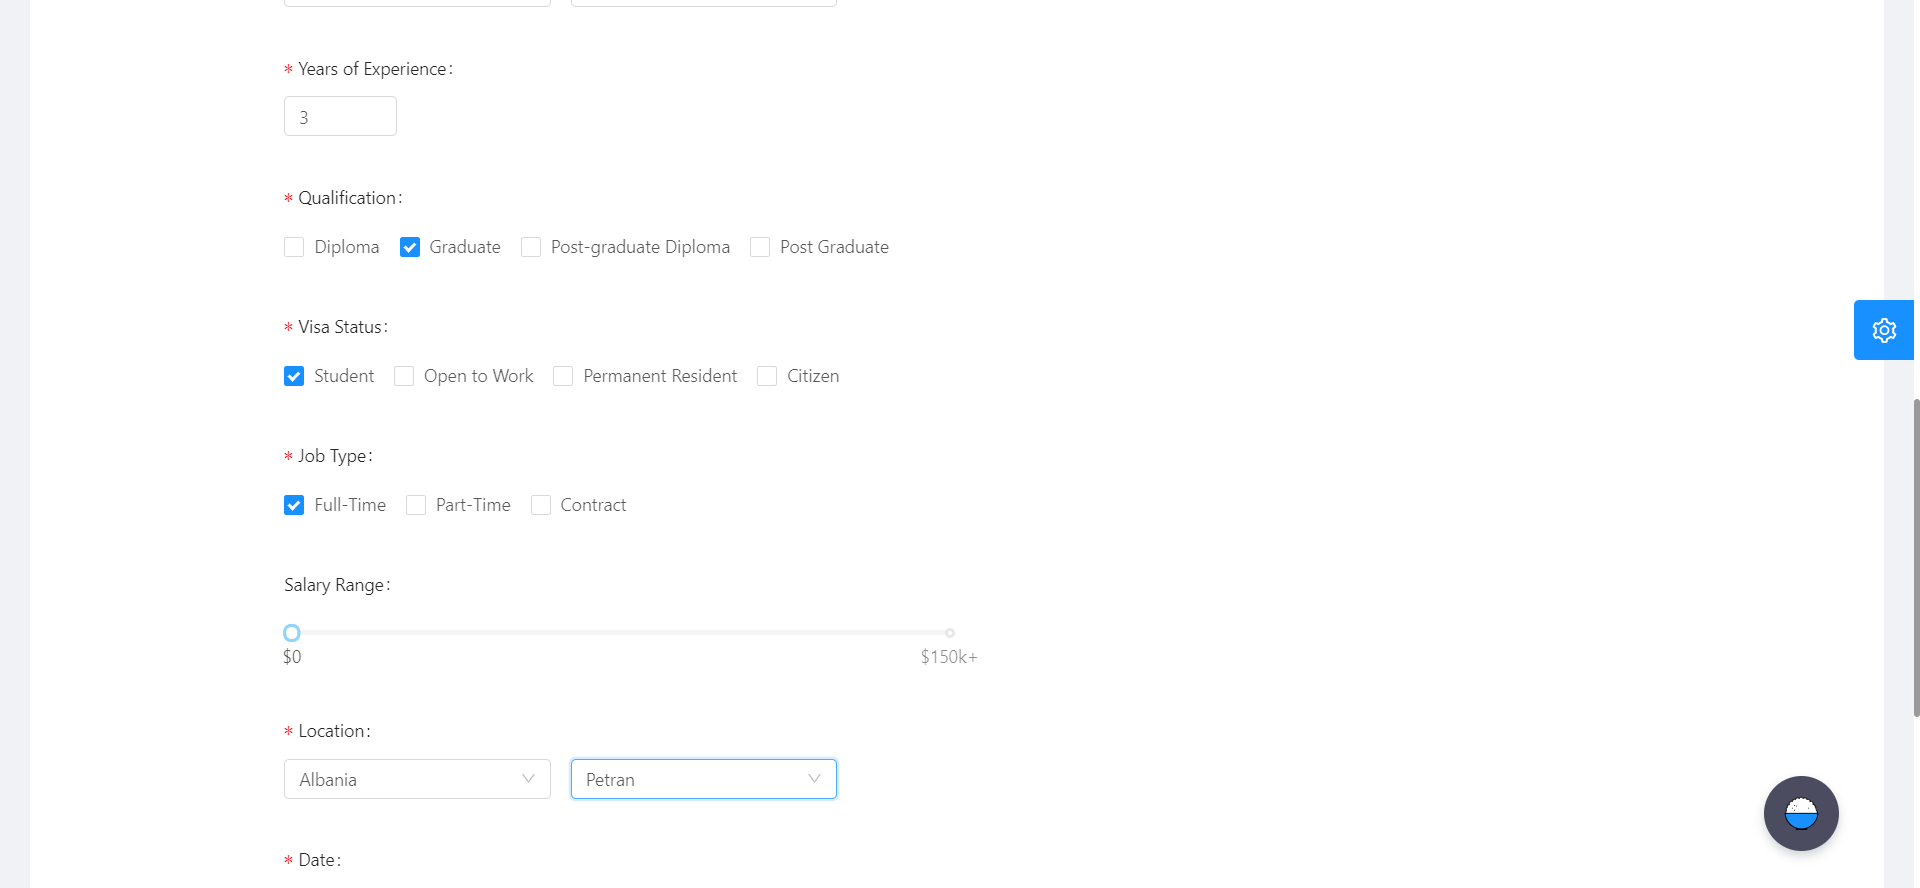 * Years of Experience:
3
* Qualification:
Diploma Graduate Post-graduate Diploma Post Graduate
* Visa Status:
Student Open to Work Permanent Resident Citizen
* Job Type:
Full-Time Part-Time Contract
Salary Range:
$0 $150k+
* Location:
Albania Petran
* Date: